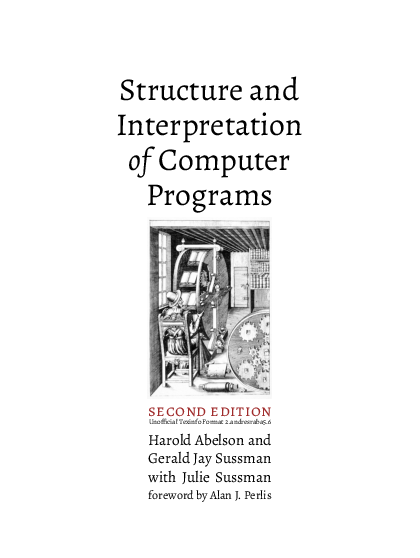 Structure and
Interpretation
of Computer
Programs
SECOND EDITION
Unofficial Texinfo Format 2.andresraba5.6
Harold Abelson and
Gerald Jay Sussman
with Julie Sussman
foreword by Alan J. Perlis